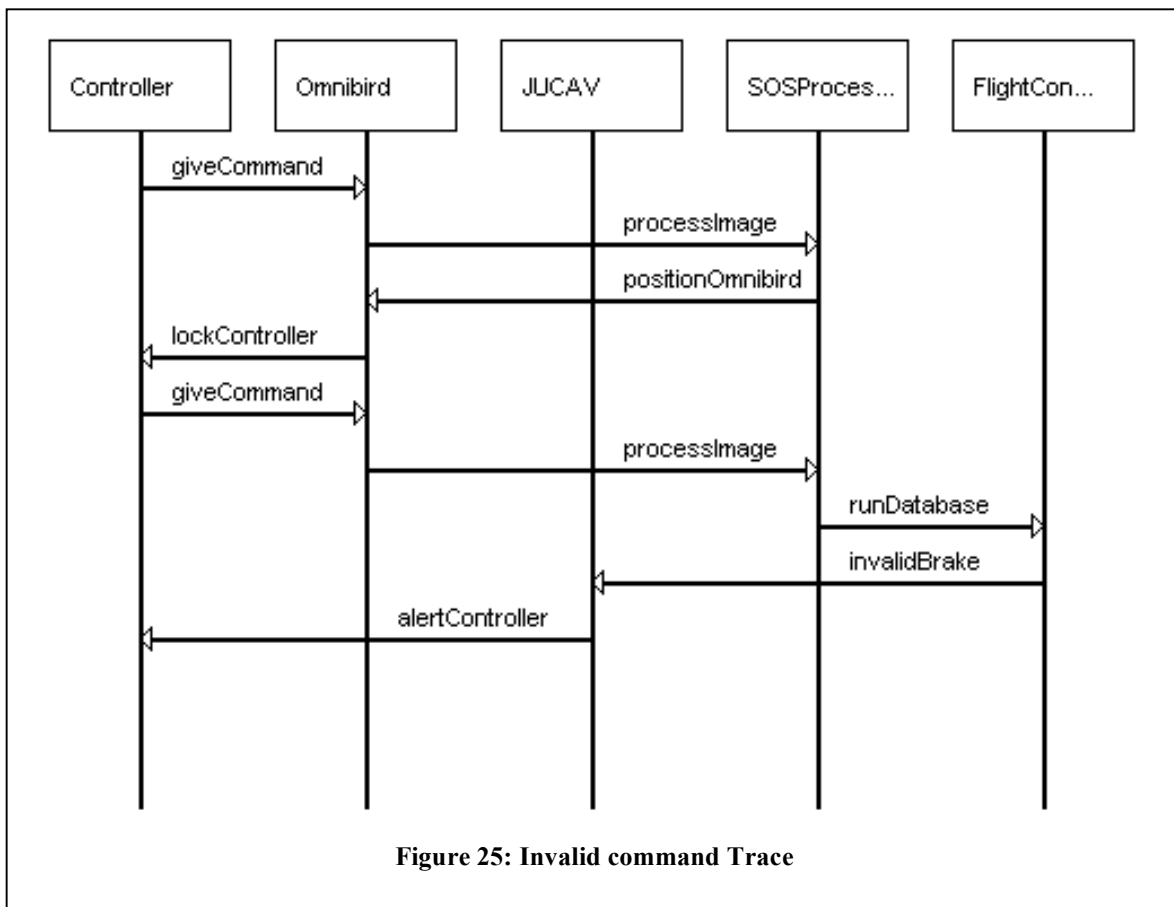 Controller
Omnibird
JUCAV
SOSProces...
FlightCon...
giveCommand
processImage
positionOmnibird
lockController
giveCommand
processImage
runDatabase
invalidBrake
alertController
Figure 25: Invalid command Trace